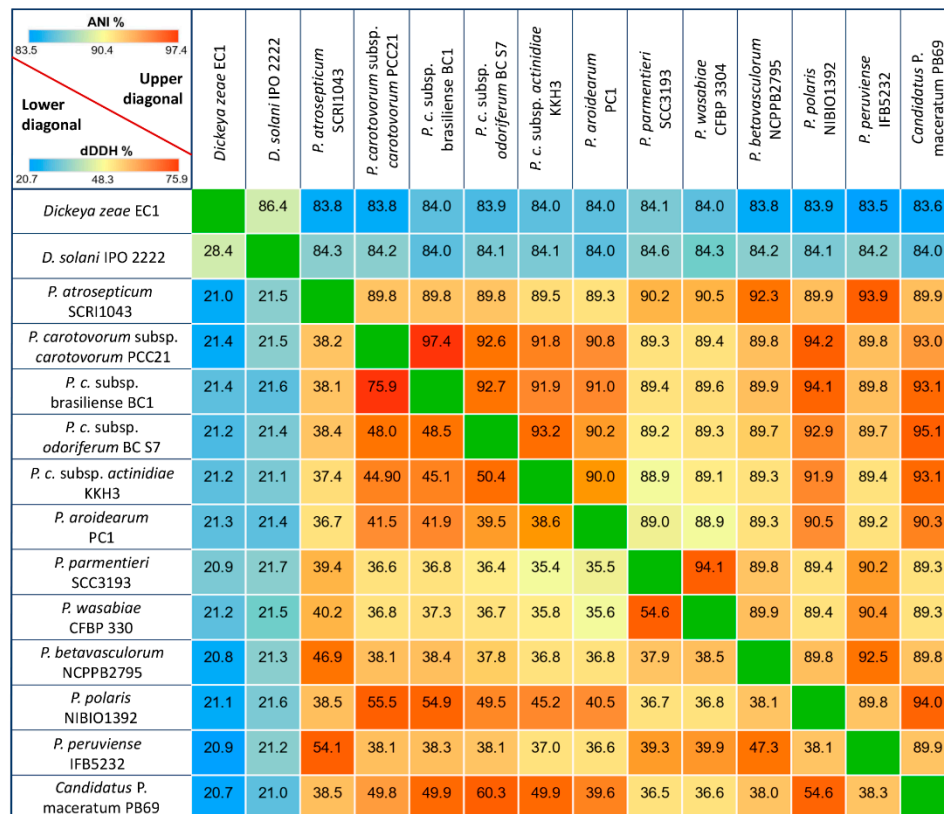 ANI %
83.5 90.4 97.4
Upper
diagonal
Lower
diagonal
dDDH %
20.7 48.3 75.9
Dickeya zeae EC1
D. solani IPO 2222
P. atrosepticum
SCRI1043
P. carotovorum subsp.
carotovorum PCC21
P. c. subsp.
brasiliense BC1
P. c. subsp.
odoriferum BC S7
P. c. subsp. actinidiae
KKH3
P. aroidearum
PC1
P. parmentieri
SCC3193
P. wasabiae
CFBP 3304
P. betavasculorum
NCPPB2795
P. polaris
NIBIO1392
P. peruviense
IFB5232
Candidatus P.
maceratum PB69
Dickeya zeae EC1 86.4 83.8 83.8 84.0 83.9 84.0 84.0 84.1 84.0 83.8 83.9 83.5 83.6
D. solani IPO 2222 28.4 84.3 84.2 84.0 84.1 84.1 84.0 84.6 84.3 84.2 84.1 84.2 84.0
P. atrosepticum
SCRI1043 21.0 21.5 89.8 89.8 89.8 89.5 89.3 90.2 90.5 92.3 89.9 93.9 89.9
P. carotovorum subsp.
carotovorum PCC21 21.4 21.5 38.2 97.4 92.6 91.8 90.8 89.3 89.4 89.8 94.2 89.8 93.0
P. c. subsp.
brasiliense BC1 21.4 21.6 38.1 75.9 92.7 91.9 91.0 89.4 89.6 89.9 94.1 89.8 93.1
P. c. subsp.
odoriferum BC S7 21.2 21.4 38.4 48.0 48.5 93.2 90.2 89.2 89.3 89.7 92.9 89.7 95.1
P. c. subsp. actinidiae
KKH3 21.2 21.1 37.4 44.90 45.1 50.4 90.0 88.9 89.1 89.3 91.9 89.4 93.1
P. aroidearum
PC1 21.3 21.4 36.7 41.5 41.9 39.5 38.6 89.0 88.9 89.3 90.5 89.2 90.3
P. parmentieri
SCC3193 20.9 21.7 39.4 36.6 36.8 36.4 35.4 35.5 94.1 89.8 89.4 90.2 89.3
P. wasabiae
CFBP 330 21.2 21.5 40.2 36.8 37.3 36.7 35.8 35.6 54.6 89.9 89.4 90.4 89.3
P. betavasculorum
NCPPB2795 20.8 21.3 46.9 38.1 38.4 37.8 36.8 36.8 37.9 38.5 89.8 92.5 89.8
P. polaris
NIBIO1392 21.1 21.6 38.5 55.5 54.9 49.5 45.2 40.5 36.7 36.8 38.1 89.8 94.0
P. peruviense
IFB5232 20.9 21.2 54.1 38.1 38.3 38.1 37.0 36.6 39.3 39.9 47.3 38.1 89.9
Candidatus P.
maceratum PB69 20.7 21.0 38.5 49.8 49.9 60.3 49.9 39.6 36.5 36.6 38.0 54.6 38.3